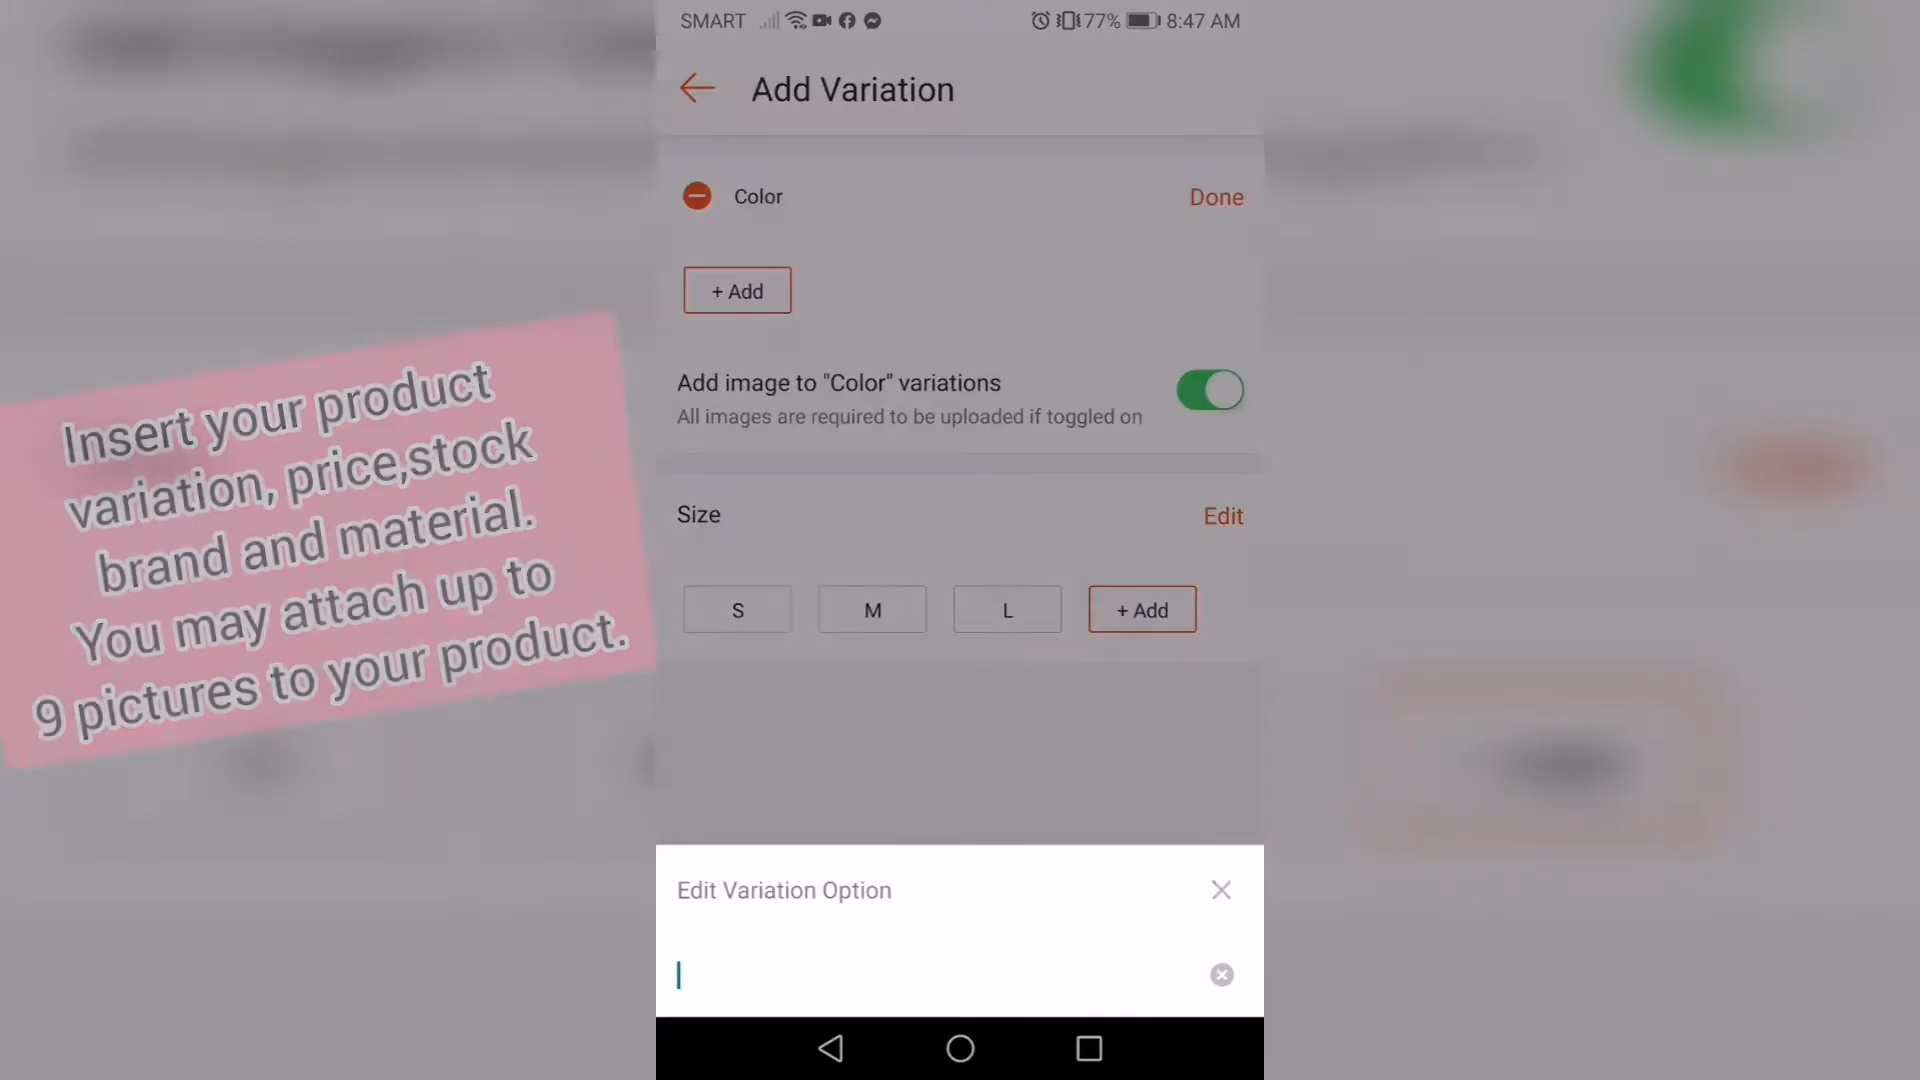 SMART 77% 8:47 AM
Add Variation
Color Done
+ Add
Add image to "Color" variations
All images are required to be uploaded if toggled on
Size Edit
S M L + Add
Edit Variation Option
Insert your product
variation, price,stock
brand and material.
You may attach up to
9 pictures to your product.